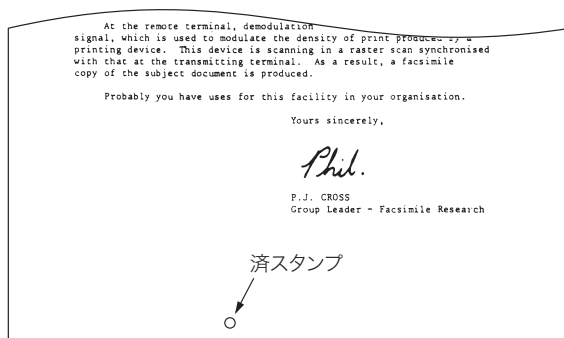 At the remote terminal, demodulation
signal, which is used to modulate the density of print produced by a
printing device. This device is scanning in a raster scan synchronised
with that at the transmitting terminal. As a result, a facsimile
copy of the subject document is produced.
Probably you have uses for this facility in your organisation.
Yours sincerely,
Phil.
P.J. CROSS
Group Leader - Facsimile Research
済スタンプ